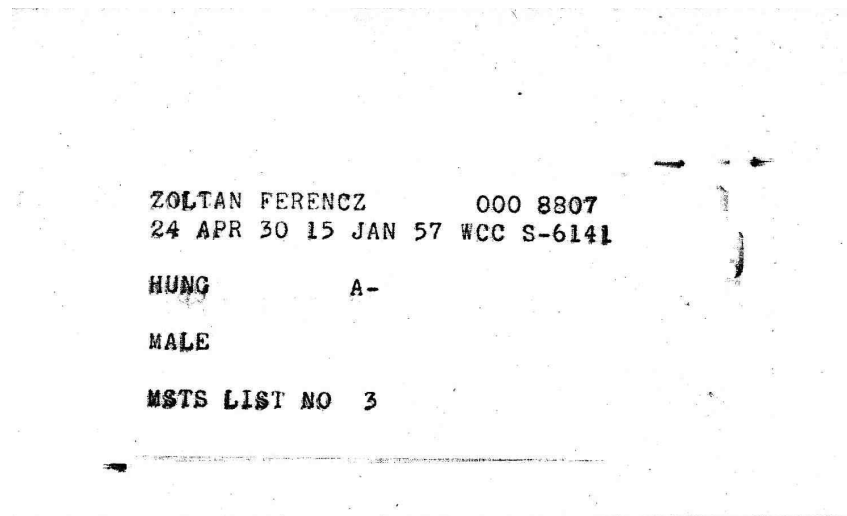 ZOLTAN FERENCZ 000 8807
24 APR 30 15 JAN 57 WCC S-6141
HUNG A-
MALE
MSTS LIST NO 3